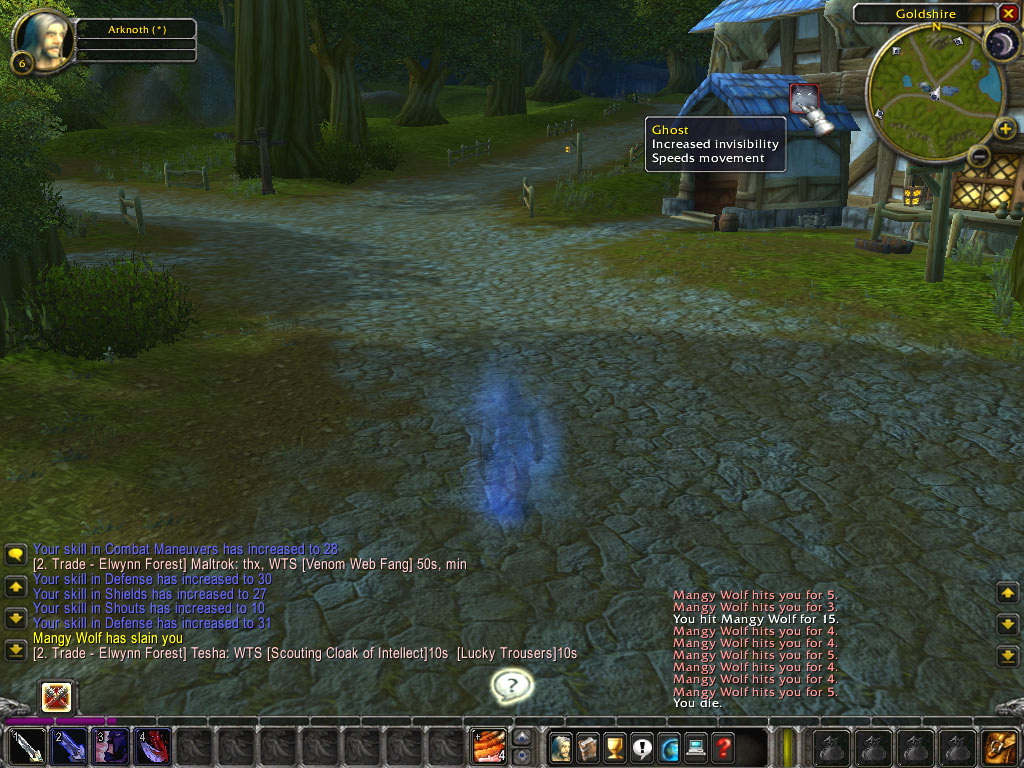 Arknoth (*)
6
Goldshire
N
Ghost
Increased invisibility
Speeds movement
Your skill in Combat Maneuvers has increased to 28
[2. Trade - Elwynn Forest] Maltrok: thx, WTS [Venom Web Fang] 50s, min
Your skill in Defense has increased to 30
Your skill in Shields has increased to 27
Your skill in Shouts has increased to 10
Your skill in Defense has increased to 31
Mangy Wolf has slain you
[2. Trade - Elwynn Forest] Tesha: WTS [Scouting Cloak of Intellect]10s  [Lucky Trousers]10s
Mangy Wolf hits you for 5.
Mangy Wolf hits you for 3.
You hit Mangy Wolf for 15.
Mangy Wolf hits you for 4.
Mangy Wolf hits you for 4.
Mangy Wolf hits you for 5.
Mangy Wolf hits you for 4.
Mangy Wolf hits you for 4.
Mangy Wolf hits you for 5.
You die.
?
1 2 3 4 + 4 ! ?